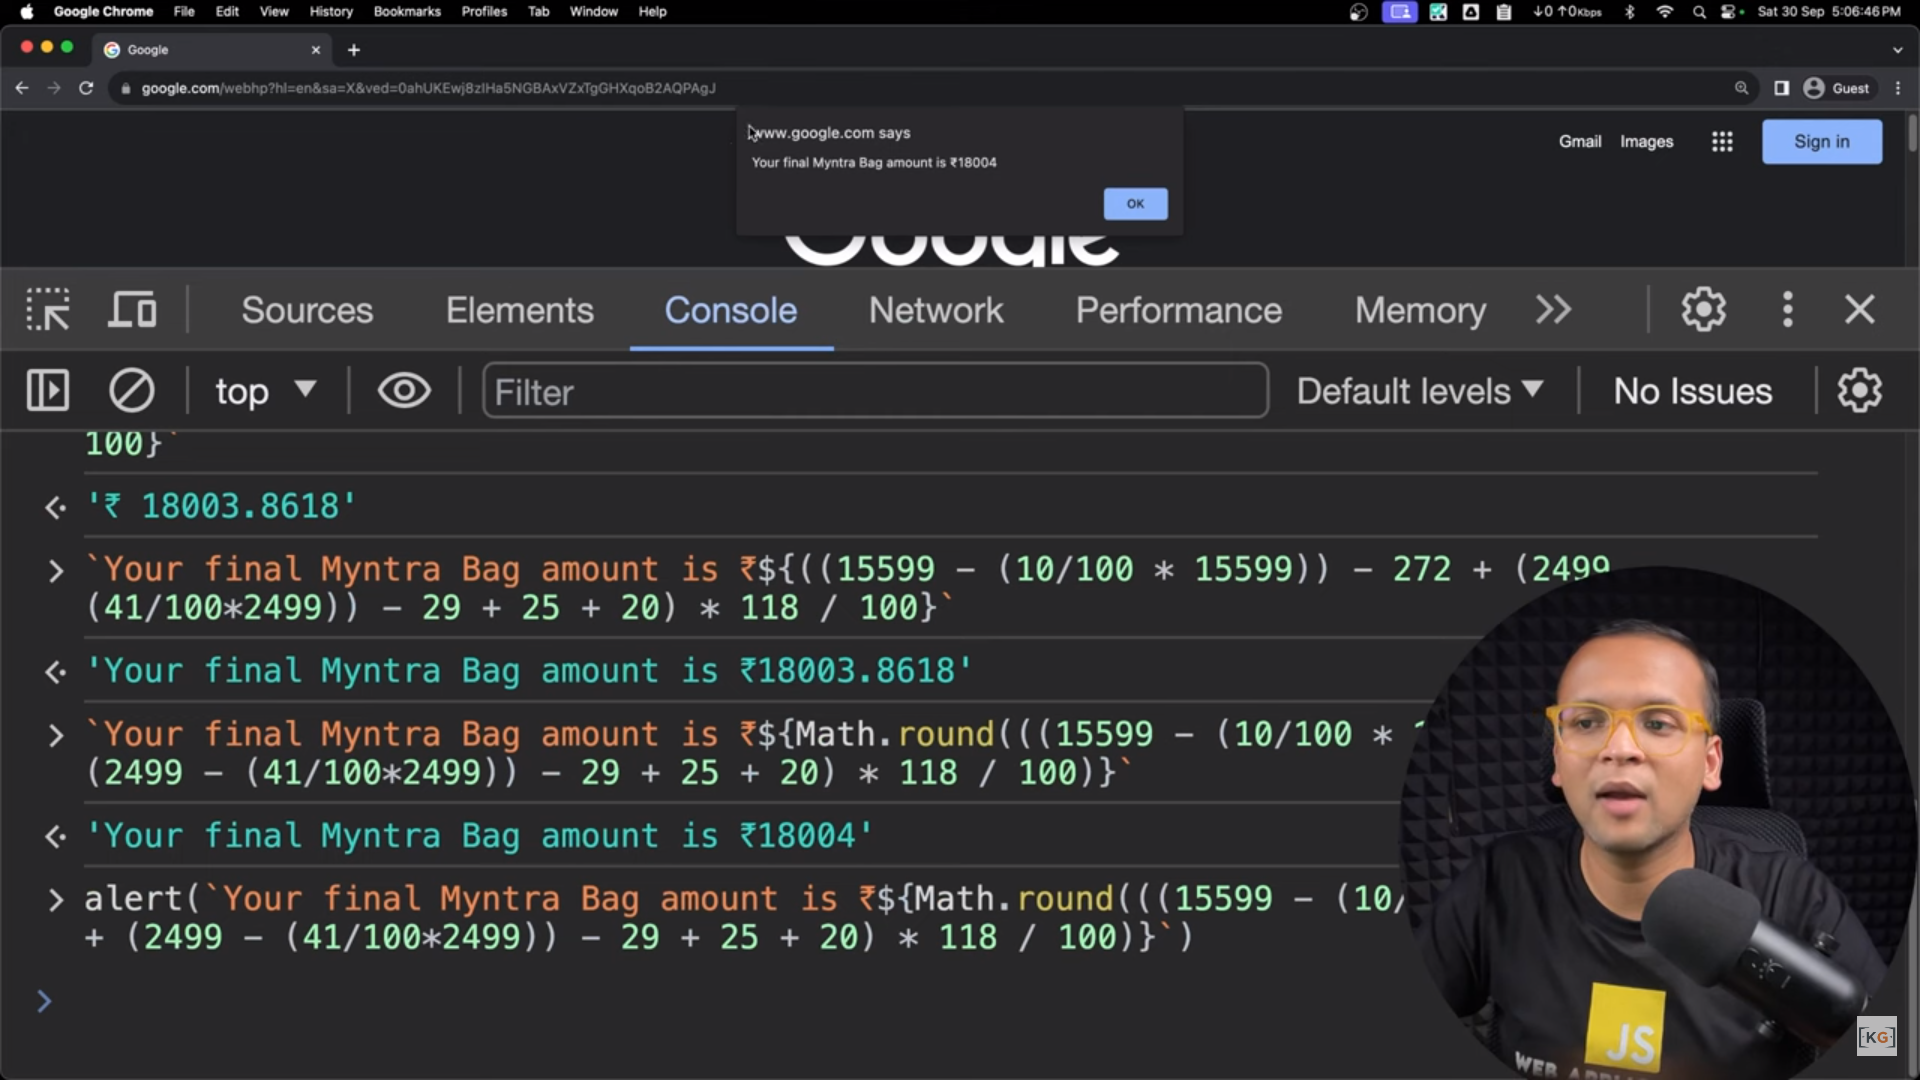 Google Chrome File Edit View History Bookmarks Profiles Tab Window Help ↓0 ↑0Kbps Sat 30 Sep 5:06:46 PM
Google
google.com/webhp?hl=en&sa=X&ved=0ahUKEwj8zIHa5NGBAxVZxTgGHXqoB2AQPAgJ Guest
www.google.com says
Your final Myntra Bag amount is ₹18004
OK
Gmail Images Sign in
Google
Sources Elements Console Network Performance Memory
top Filter Default levels No Issues
100}`
'₹ 18003.8618'
`Your final Myntra Bag amount is ₹${((15599 - (10/100 * 15599)) - 272 + (2499
(41/100*2499)) - 29 + 25 + 20) * 118 / 100}`
'Your final Myntra Bag amount is ₹18003.8618'
`Your final Myntra Bag amount is ₹${Math.round(((15599 - (10/100 *
(2499 - (41/100*2499)) - 29 + 25 + 20) * 118 / 100)}`
'Your final Myntra Bag amount is ₹18004'
alert(`Your final Myntra Bag amount is ₹${Math.round(((15599 - (10/
+ (2499 - (41/100*2499)) - 29 + 25 + 20) * 118 / 100)}`)
JS
WEB
[KG]